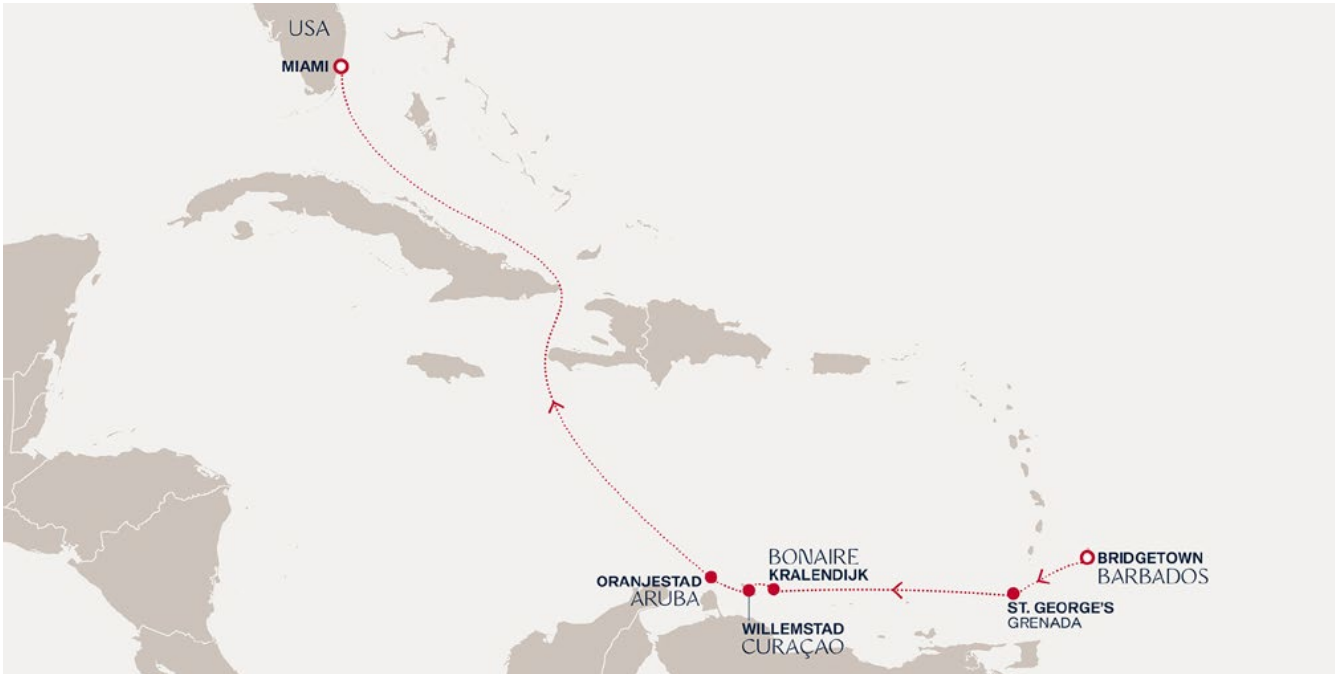 USA
MIAMI
BONAIRE
KRALENDIJK
BRIDGETOWN
BARBADOS
ORANJESTAD
ARUBA
ST. GEORGE'S
GRENADA
WILLEMSTAD
CURAÇAO